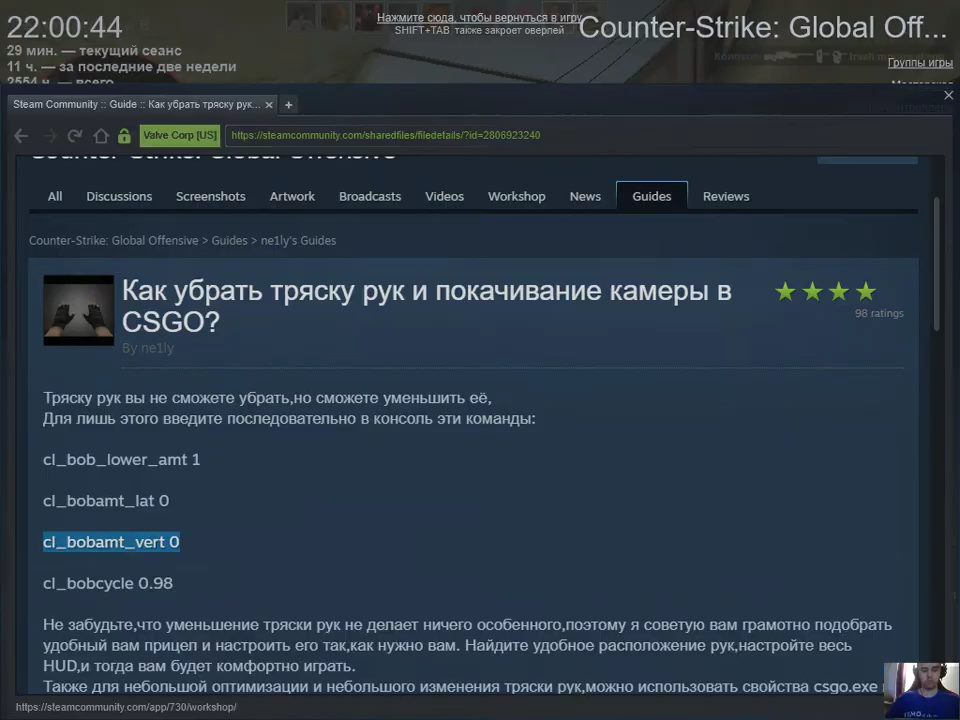 22:00:44
Нажмите сюда, чтобы вернуться в игру
SHIFT+TAB также закроет оверлей
Counter-Strike: Global Off...
29 мин. — текущий сеанс
11 ч. — за последние две недели
2554 ч. — всего
Группы игры
Steam Community :: Guide :: Как убрать тряску рук...
Valve Corp [US]
https://steamcommunity.com/sharedfiles/filedetails/?id=2806923240
Counter-Strike: Global Offensive
All Discussions Screenshots Artwork Broadcasts Videos Workshop News Guides Reviews
Counter-Strike: Global Offensive > Guides > ne1ly's Guides
Как убрать тряску рук и покачивание камеры в
CSGO?
98 ratings
By ne1ly
Тряску рук вы не сможете убрать,но сможете уменьшить её,
Для лишь этого введите последовательно в консоль эти команды:
cl_bob_lower_amt 1
cl_bobamt_lat 0
cl_bobamt_vert 0
cl_bobcycle 0.98
Не забудьте,что уменьшение тряски рук не делает ничего особенного,поэтому я советую вам грамотно подобрать
удобный вам прицел и настроить его так,как нужно вам. Найдите удобное расположение рук,настройте весь
HUD,и тогда вам будет комфортно играть.
Также для небольшой оптимизации и небольшого изменения тряски рук,можно использовать свойства csgo.exe
https://steamcommunity.com/app/730/workshop/